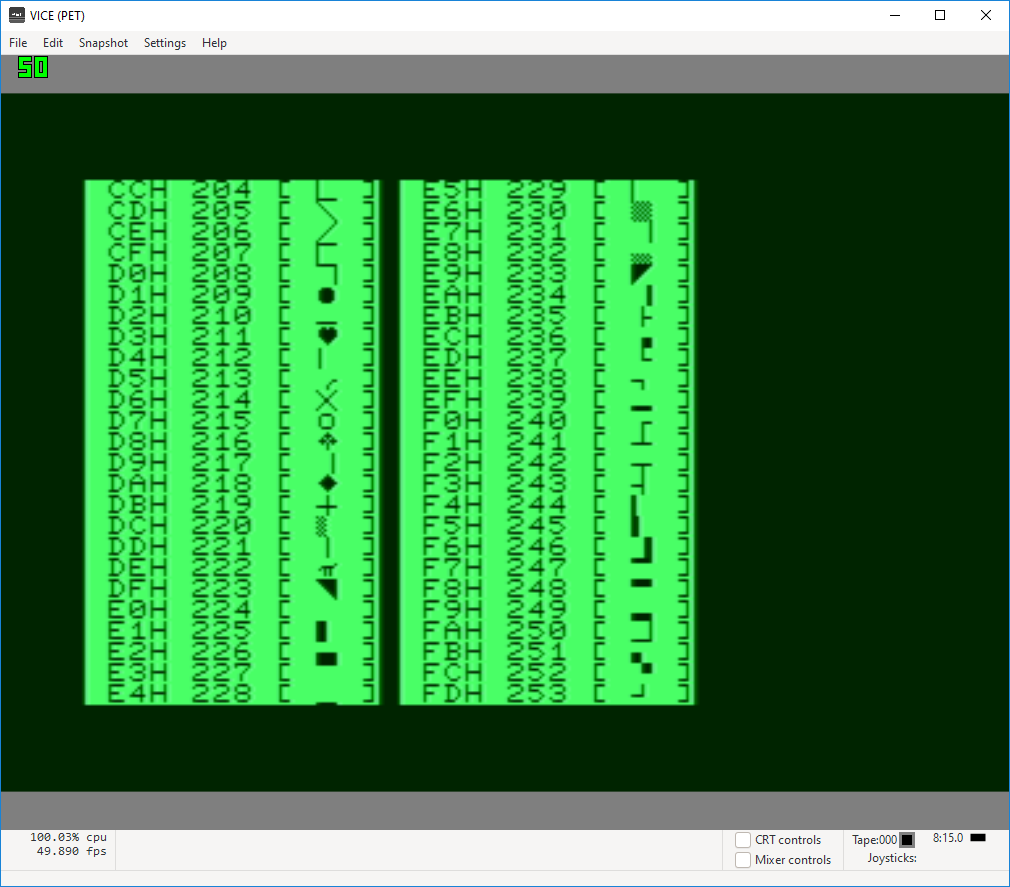 VICE (PET)
File Edit Snapshot Settings Help
50
CCH 204 [ ] E5H 229 [ ]
CDH 205 [ ] E6H 230 [ ▒ ]
CEH 206 [ ] E7H 231 [ ]
CFH 207 [ ] E8H 232 [ ]
D0H 208 [ ] E9H 233 [ ◤ ]
D1H 209 [ ● ] EAH 234 [ ]
D2H 210 [ ] EBH 235 [ ├ ]
D3H 211 [ ♥ ] ECH 236 [ ▗ ]
D4H 212 [ ] EDH 237 [ └ ]
D5H 213 [ ╭ ] EEH 238 [ ┐ ]
D6H 214 [ ╳ ] EFH 239 [ ▂ ]
D7H 215 [ ○ ] F0H 240 [ ┌ ]
D8H 216 [ ♣ ] F1H 241 [ ┴ ]
D9H 217 [ ] F2H 242 [ ┬ ]
DAH 218 [ ♦ ] F3H 243 [ ┤ ]
DBH 219 [ ┼ ] F4H 244 [ ]
DCH 220 [ ] F5H 245 [ ]
DDH 221 [ │ ] F6H 246 [ ]
DEH 222 [ π ] F7H 247 [ ]
DFH 223 [ ◥ ] F8H 248 [ ]
E0H 224 [ ] F9H 249 [ ]
E1H 225 [ ▌ ] FAH 250 [ ]
E2H 226 [ ▄ ] FBH 251 [ ]
E3H 227 [ ] FCH 252 [ ]
E4H 228 [ ] FDH 253 [ ┘ ]
100.03% cpu
49.890 fps
CRT controls
Mixer controls
Tape:000
Joysticks:
8:15.0